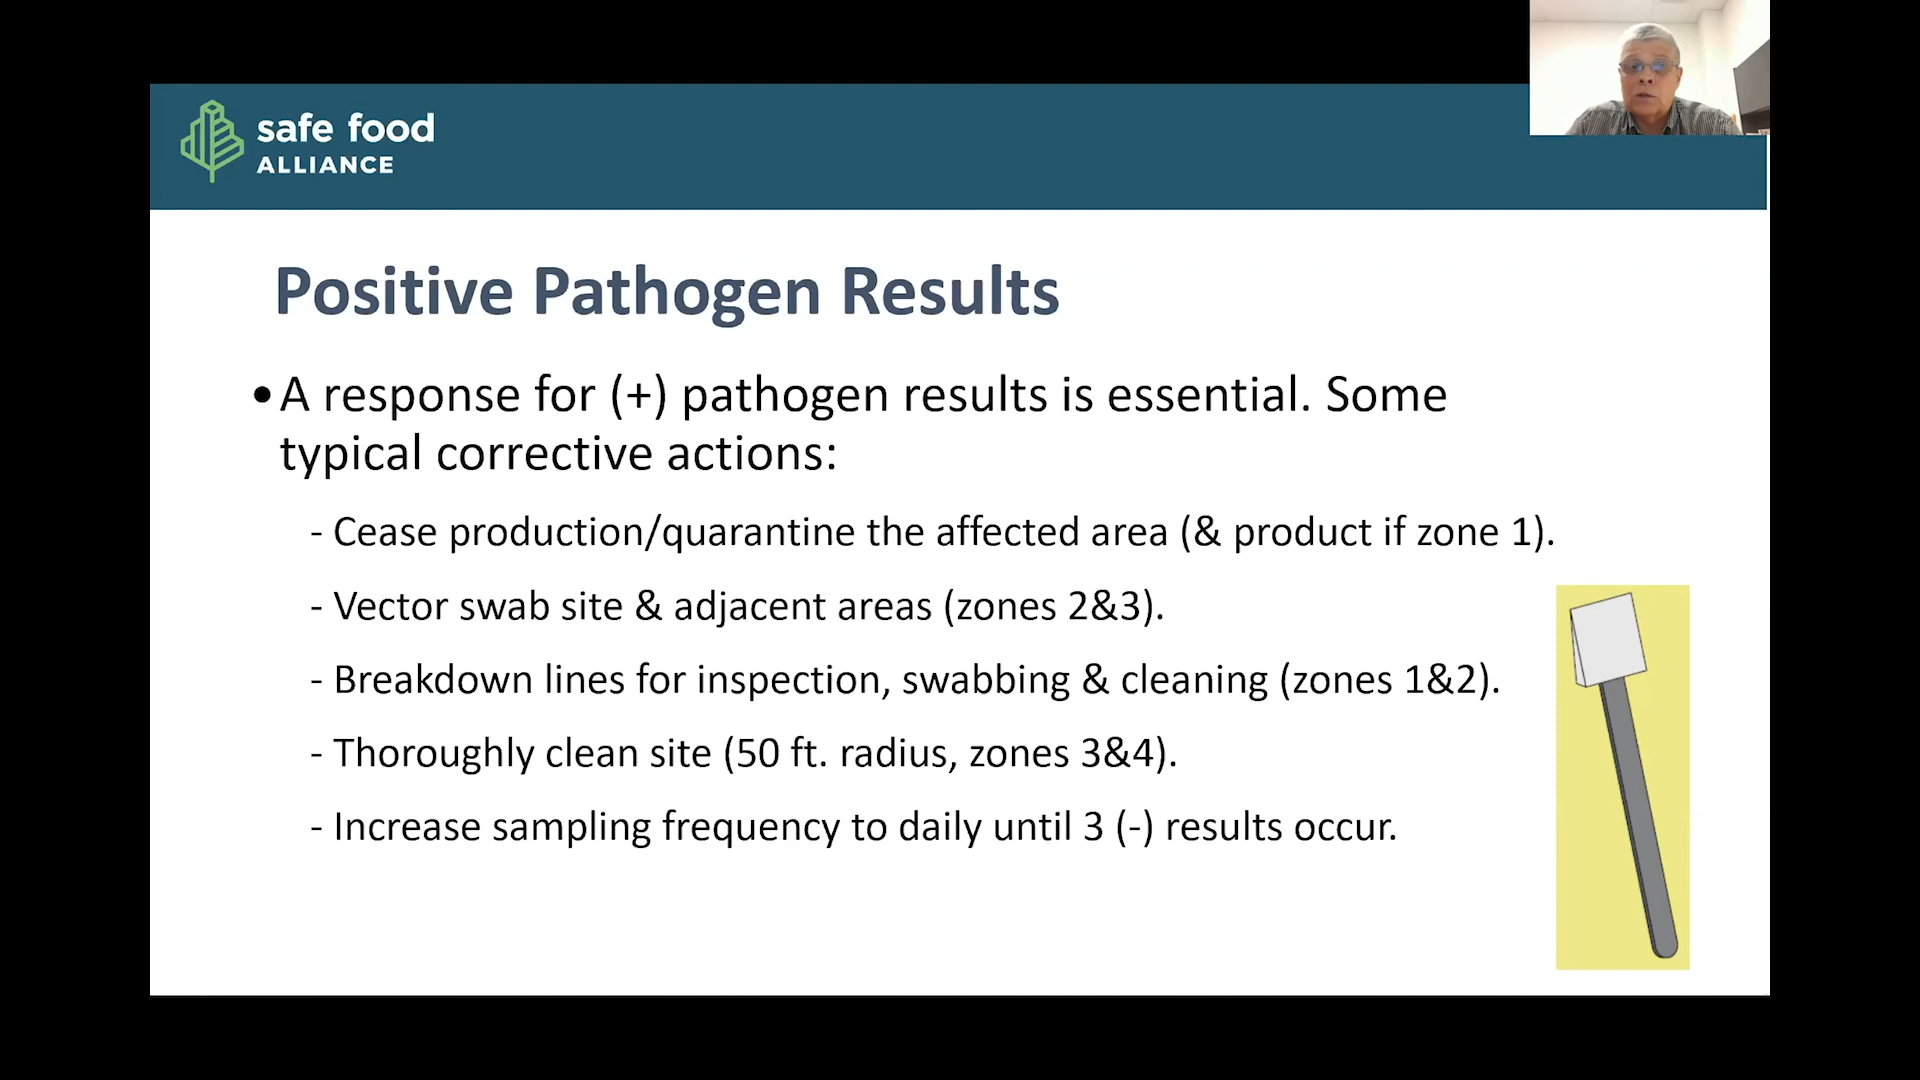 safe food
ALLIANCE
Positive Pathogen Results
•A response for (+) pathogen results is essential. Some
typical corrective actions:
- Cease production/quarantine the affected area (& product if zone 1).
- Vector swab site & adjacent areas (zones 2&3).
- Breakdown lines for inspection, swabbing & cleaning (zones 1&2).
- Thoroughly clean site (50 ft. radius, zones 3&4).
- Increase sampling frequency to daily until 3 (-) results occur.